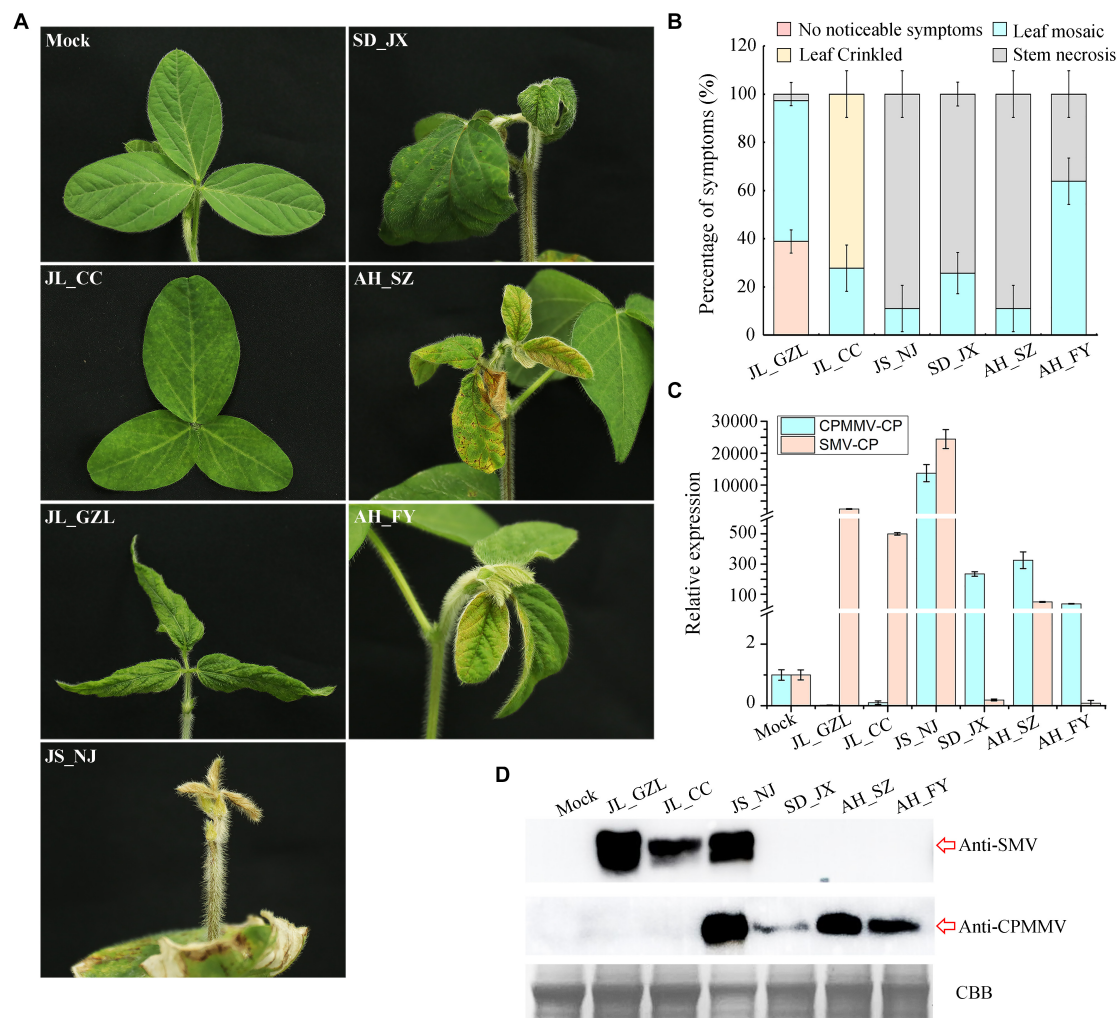 A
Mock
SD_JX
JL_CC
AH_SZ
JL_GZL
AH_FY
JS_NJ
B
No noticeable symptoms
Leaf mosaic
Leaf Crinkled
Stem necrosis
Percentage of symptoms (%)
120
100
80
60
40
20
0
JL_GZL
JL_CC
JS_NJ
SD_JX
AH_SZ
AH_FY
C
CPMMV-CP
SMV-CP
Relative expression
30000
20000
10000
500
300
100
2
0
Mock
JL_GZL
JL_CC
JS_NJ
SD_JX
AH_SZ
AH_FY
D
Mock
JL_GZL
JL_CC
JS_NJ
SD_JX
AH_SZ
AH_FY
Anti-SMV
Anti-CPMMV
CBB